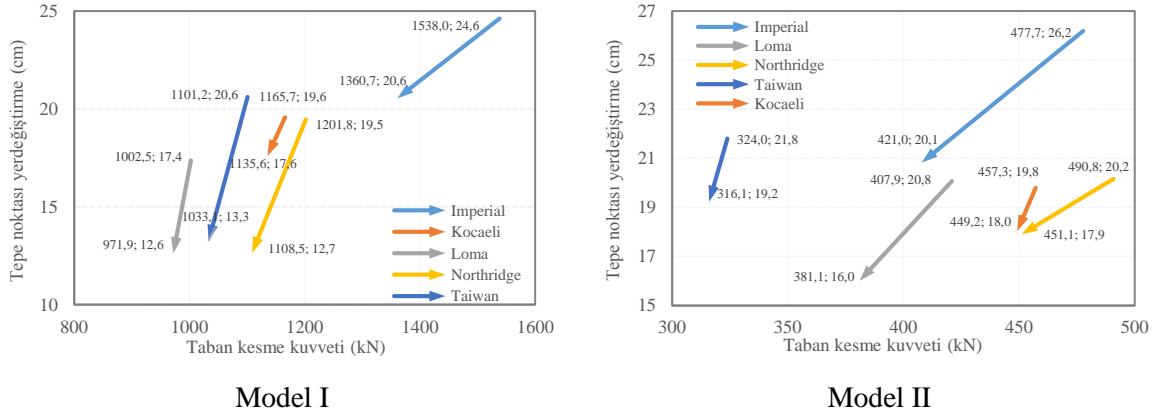 25
20
15
10
Tepe noktası yerdeğiştirme (cm)
1538,0; 24,6
1360,7; 20,6
1101,2; 20,6
1165,7; 19,6
1201,8; 19,5
1002,5; 17,4
1135,6; 17,6
1033,1; 13,3
971,9; 12,6
1108,5; 12,7
Imperial
Kocaeli
Loma
Northridge
Taiwan
800
1000
1200
1400
1600
Taban kesme kuvveti (kN)
Model I
27
25
23
21
19
17
15
Tepe noktası yerdeğiştirme (cm)
Imperial
Loma
Northridge
Taiwan
Kocaeli
477,7; 26,2
324,0; 21,8
421,0; 20,1
407,9; 20,8
457,3; 19,8
490,8; 20,2
316,1; 19,2
449,2; 18,0
451,1; 17,9
381,1; 16,0
300
350
400
450
500
Taban kesme kuvveti (kN)
Model II